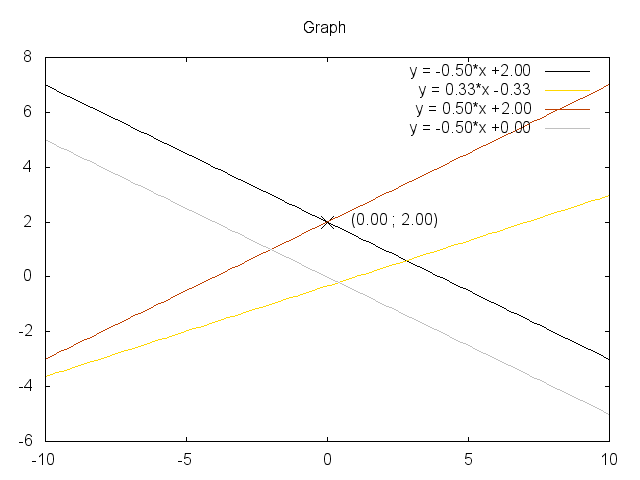 Graph
y = -0.50*x +2.00
y = 0.33*x -0.33
y = 0.50*x +2.00
y = -0.50*x +0.00
(0.00 ; 2.00)
8
6
4
2
0
-2
-4
-6
-10 -5 0 5 10